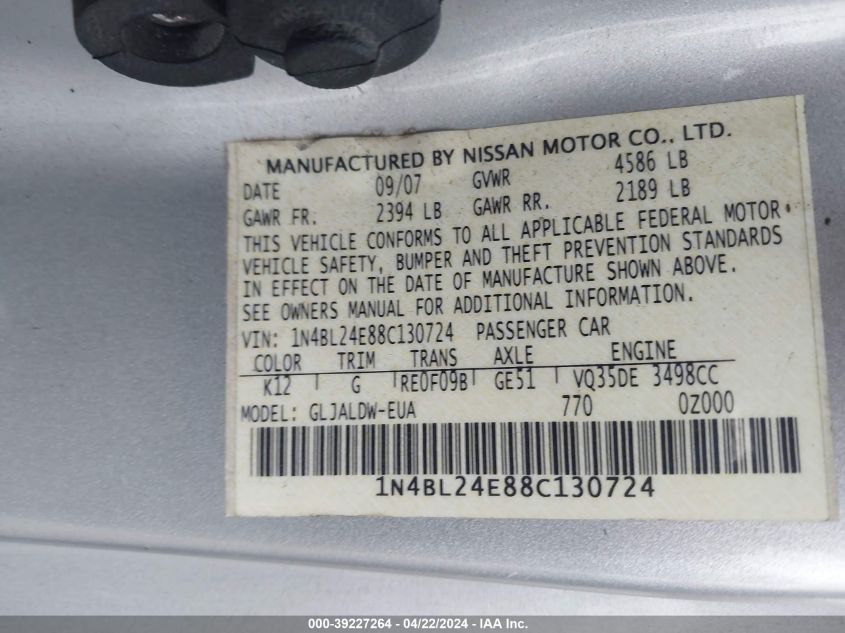 MANUFACTURED BY NISSAN MOTOR CO., LTD.
DATE 09/07 GVWR 4586 LB
GAWR FR. 2394 LB GAWR RR. 2189 LB
THIS VEHICLE CONFORMS TO ALL APPLICABLE FEDERAL MOTOR
VEHICLE SAFETY, BUMPER AND THEFT PREVENTION STANDARDS
IN EFFECT ON THE DATE OF MANUFACTURE SHOWN ABOVE.
SEE OWNERS MANUAL FOR ADDITIONAL INFORMATION.
VIN: 1N4BL24E88C130724 PASSENGER CAR
COLOR TRIM TRANS AXLE ENGINE
K12 G RE0F09B GE51 VQ35DE 3498CC
MODEL: GLJALDW-EUA 770 0Z000
1N4BL24E88C130724
000-39227264 - 04/22/2024 - IAA Inc.